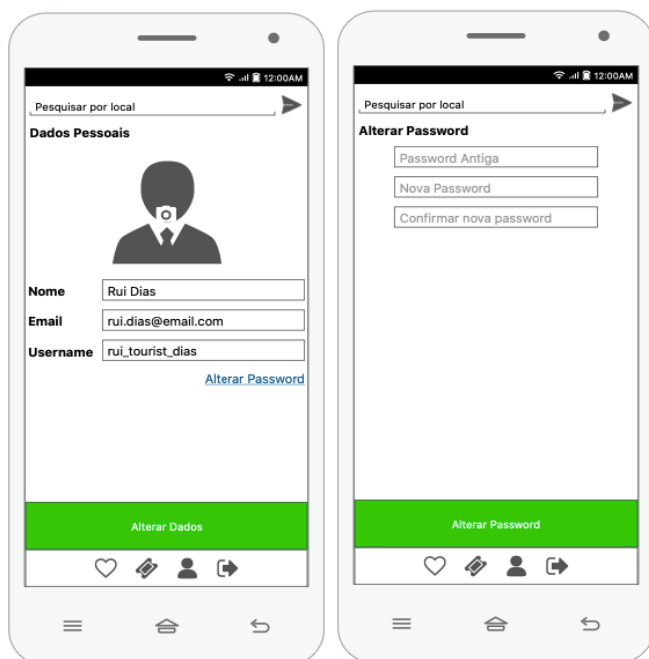 12:00AM
Pesquisar por local
Dados Pessoais
Nome
Rui Dias
Email
rui.dias@email.com
Username
rui_tourist_dias
Alterar Password
Alterar Dados
12:00AM
Pesquisar por local
Alterar Password
Password Antiga
Nova Password
Confirmar nova password
Alterar Password